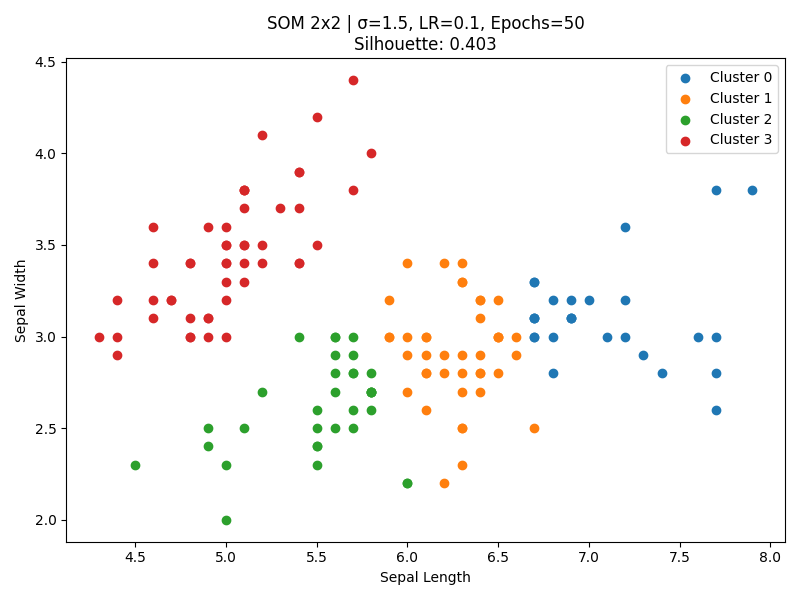 SOM 2x2 | σ=1.5, LR=0.1, Epochs=50
Silhouette: 0.403
Cluster 0
Cluster 1
Cluster 2
Cluster 3
Sepal Width
4.5
4.0
3.5
3.0
2.5
2.0
4.5
5.0
5.5
6.0
6.5
7.0
7.5
8.0
Sepal Length